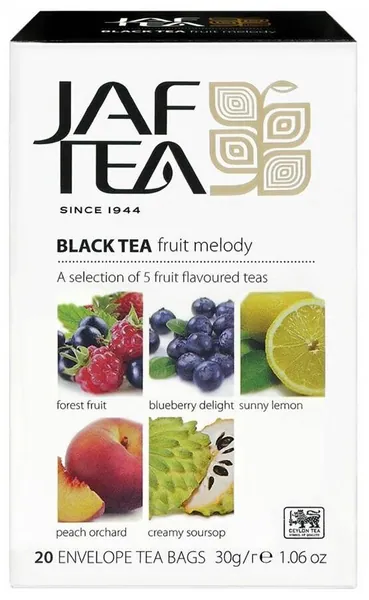 JAF TEA
BLACK TEA fruit melody
JAF
TEA
SINCE 1944
BLACK TEA fruit melody
A selection of 5 fruit flavoured teas
forest fruit
blueberry delight
sunny lemon
peach orchard
creamy soursop
CEYLON TEA
20 ENVELOPE TEA BAGS 30g/г℮ 1.06 oz